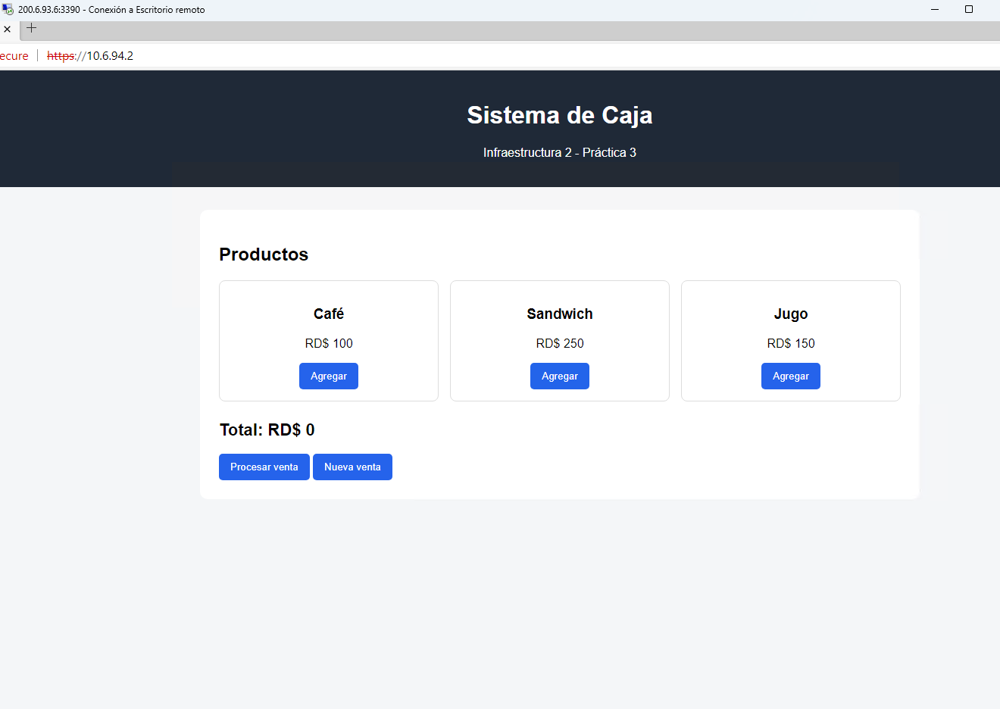 200.6.93.6:3390 - Conexión a Escritorio remoto
ecure | https://10.6.94.2
Sistema de Caja
Infraestructura 2 - Práctica 3
Productos
Café Sandwich Jugo
RD$ 100 RD$ 250 RD$ 150
Agregar Agregar Agregar
Total: RD$ 0
Procesar venta Nueva venta